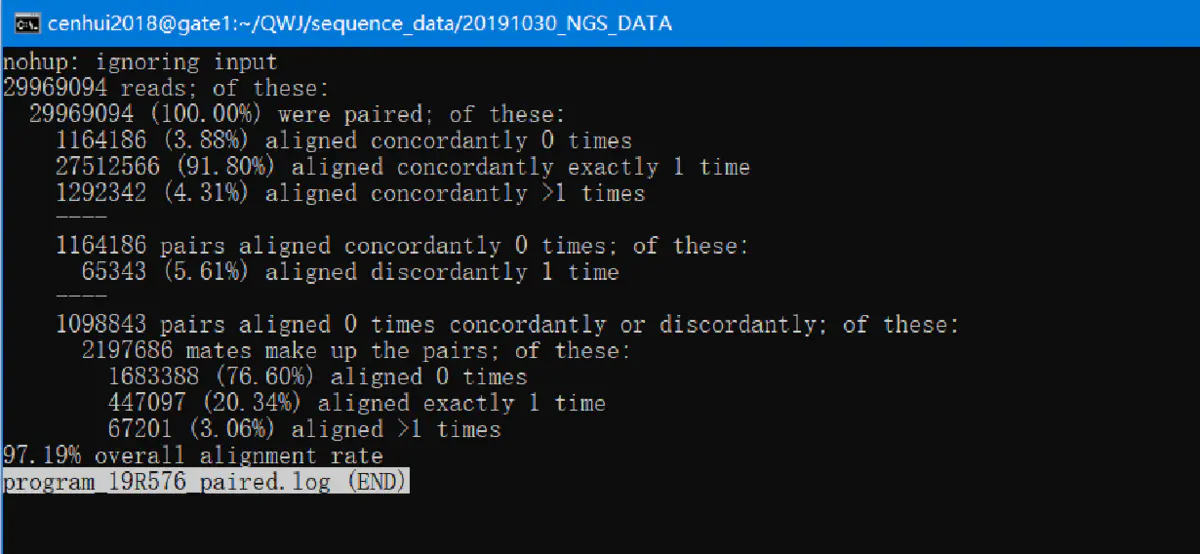 cenhui2018@gate1:~/QWJ/sequence_data/20191030_NGS_DATA
nohup: ignoring input
29969094 reads; of these:
  29969094 (100.00%) were paired; of these:
    1164186 (3.88%) aligned concordantly 0 times
    27512566 (91.80%) aligned concordantly exactly 1 time
    1292342 (4.31%) aligned concordantly >1 times
    ----
    1164186 pairs aligned concordantly 0 times; of these:
      65343 (5.61%) aligned discordantly 1 time
    ----
    1098843 pairs aligned 0 times concordantly or discordantly; of these:
      2197686 mates make up the pairs; of these:
        1683388 (76.60%) aligned 0 times
        447097 (20.34%) aligned exactly 1 time
        67201 (3.06%) aligned >1 times
97.19% overall alignment rate
program_19R576_paired.log (END)